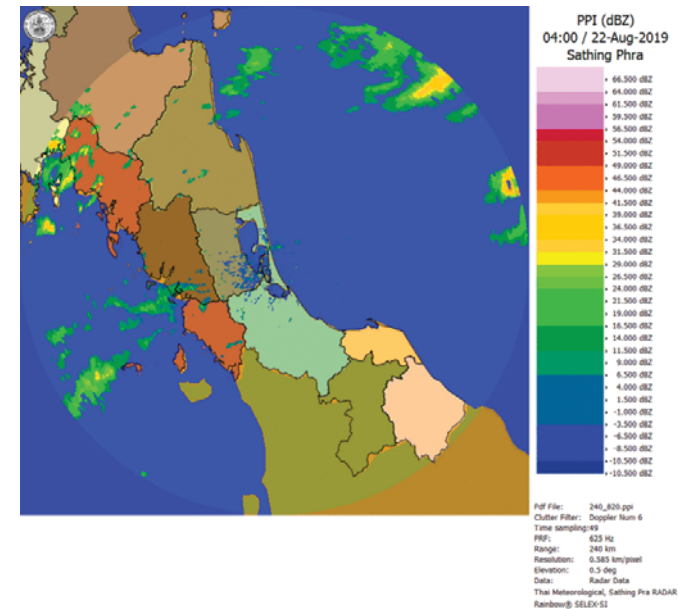 PPI (dBZ)
04:00 / 22-Aug-2019
Sathing Phra
66.500 dBZ
64.000 dBZ
61.500 dBZ
59.500 dBZ
56.500 dBZ
54.000 dBZ
51.500 dBZ
49.000 dBZ
46.500 dBZ
44.000 dBZ
41.500 dBZ
39.000 dBZ
36.500 dBZ
34.000 dBZ
31.500 dBZ
29.000 dBZ
26.500 dBZ
24.000 dBZ
21.500 dBZ
19.000 dBZ
16.500 dBZ
14.000 dBZ
11.500 dBZ
9.000 dBZ
6.500 dBZ
4.000 dBZ
1.500 dBZ
-1.000 dBZ
-3.500 dBZ
-6.500 dBZ
-8.500 dBZ
-10.500 dBZ
-10.500 dBZ
Pdf File: 240_820.ppi
Clutter Filter: Doppler Num 6
Time sampling:49
PRF: 625 Hz
Range: 240 km
Resolution: 0.585 km/pixel
Elevation: 0.5 deg
Data: Radar Data
Thai Meteorological, Sathing Pra RADAR
Rainbow® SELEX-SI